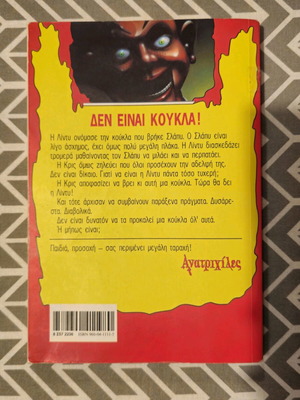 ΔΕΝ ΕΙΝΑΙ ΚΟΥΚΛΑ!
Η Λίντυ ονόμασε την κούκλα που βρήκε Σλάπυ. Ο Σλάπυ είναι
λίγο άσχημος, έχει όμως πολύ μεγάλη πλάκα. Η Λίντυ διασκεδάζει
τρομερά μαθαίνοντας τον Σλάπυ να μιλάει και να περπατάει.
Η Κρις όμως ζηλεύει που όλοι προσέχουν την αδελφή της.
Δεν είναι δίκαιο. Γιατί να είναι η Λίντυ πάντα τόσο τυχερή;
Η Κρις αποφασίζει να βρει κι αυτή μια κούκλα. Τώρα θα δει
η Λίντυ!
Και τότε άρχισαν να συμβαίνουν παράξενα πράγματα. Δυσάρε-
στα. Διαβολικά.
Δεν είναι δυνατόν να τα προκαλεί μια κούκλα όλ' αυτά.
Ή μήπως είναι;
Παιδιά, προσοχή – σας περιμένει μεγάλη ταραχή!
Ανατριχίλες